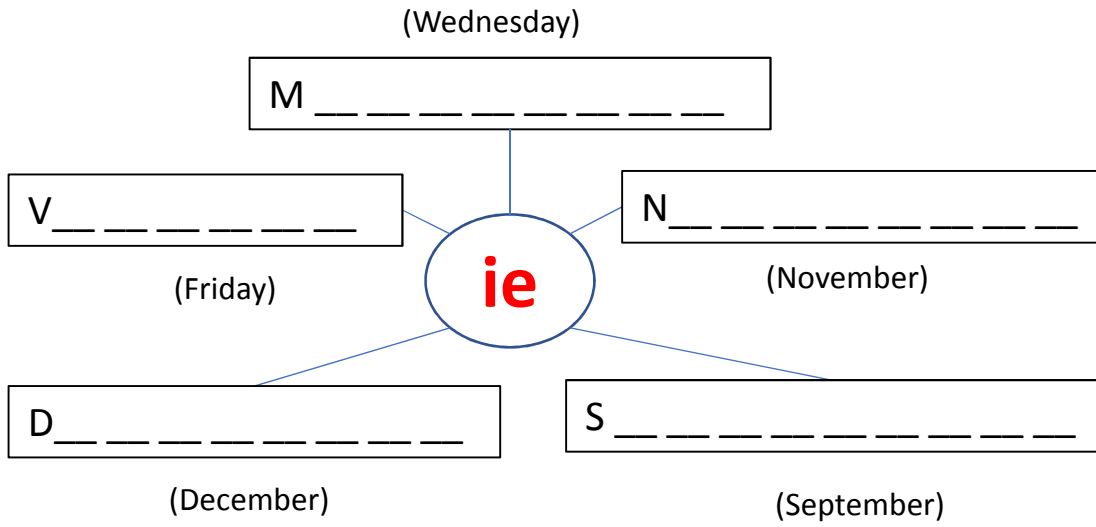 (Wednesday)
M __ __ __ __ __ __ __ __
V__ __ __ __ __ __
N__ __ __ __ __ __ __ __
(Friday)
ie
(November)
D__ __ __ __ __ __ __ __
S __ __ __ __ __ __ __ __ __
(December)
(September)